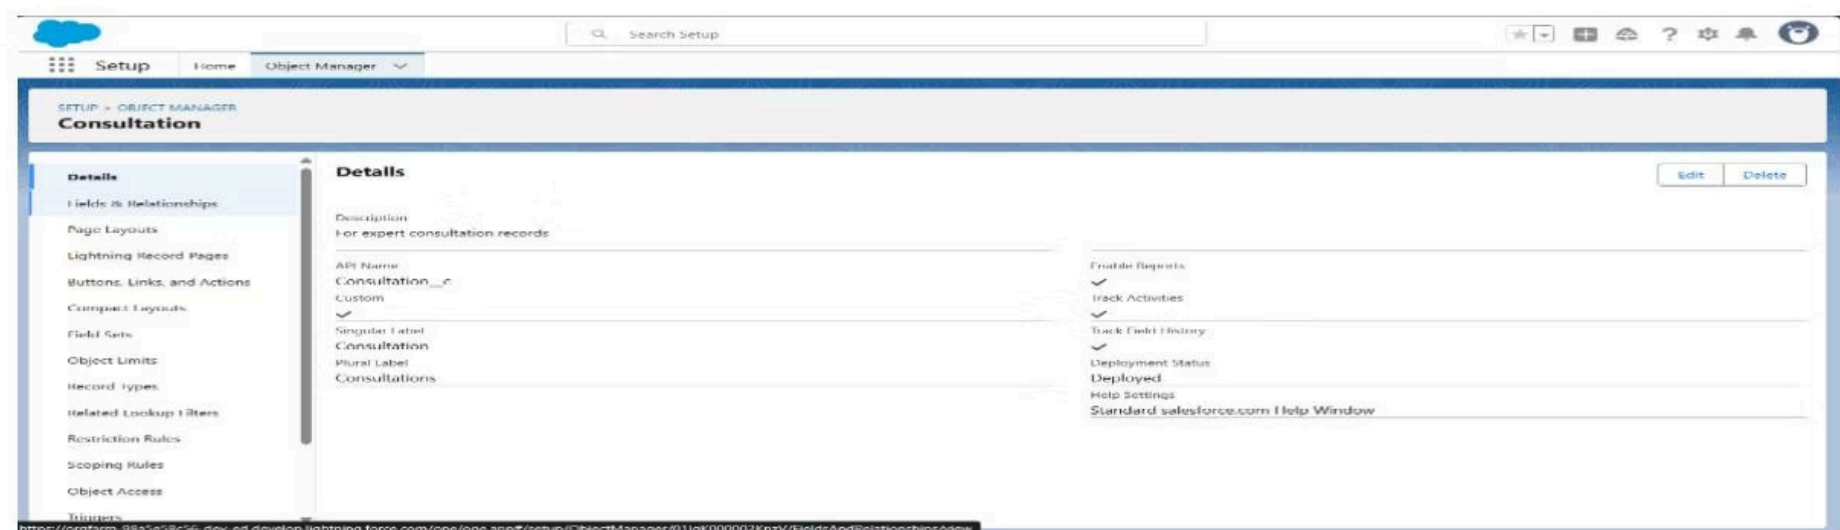 Search Setup
Setup Home Object Manager
SETUP > OBJECT MANAGER
Consultation
Details
Fields & Relationships
Page Layouts
Lightning Record Pages
Buttons, Links, and Actions
Compact Layouts
Field Sets
Object Limits
Record Types
Related Lookup Filters
Restriction Rules
Scoping Rules
Object Access
Triggers
Details
Edit Delete
Description
For expert consultation records
API Name
Consultation__c
Custom
Singular Label
Consultation
Plural Label
Consultations
Enable Reports
Track Activities
Track Field History
Deployment Status
Deployed
Help Settings
Standard salesforce.com Help Window